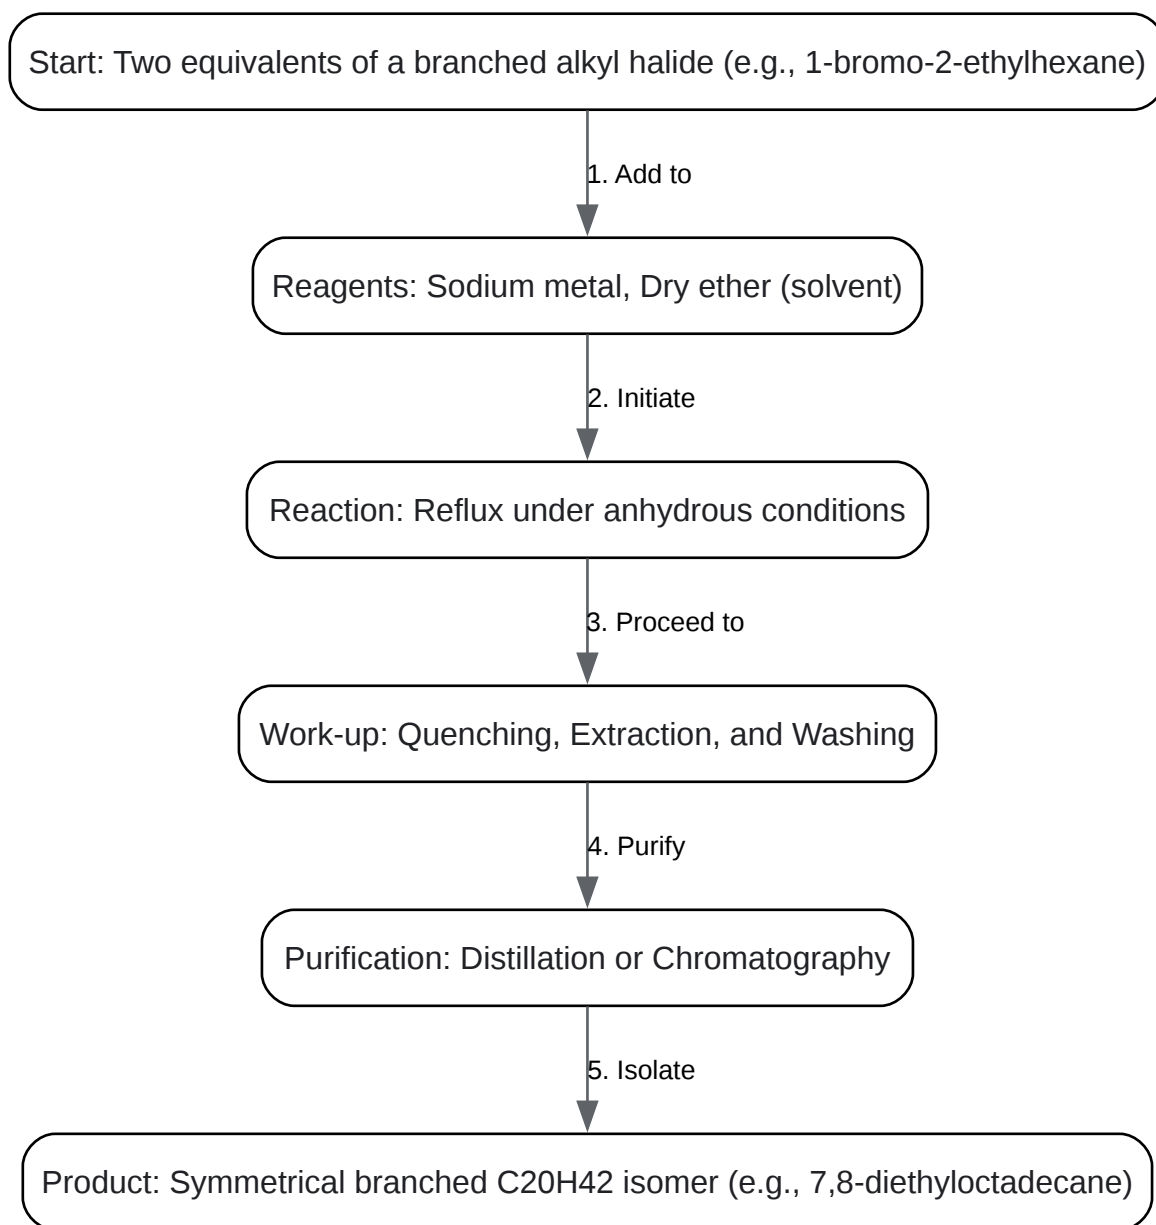 Start: Two equivalents of a branched alkyl halide (e.g., 1-bromo-2-ethylhexane)
1. Add to
Reagents: Sodium metal, Dry ether (solvent)
2. Initiate
Reaction: Reflux under anhydrous conditions
3. Proceed to
Work-up: Quenching, Extraction, and Washing
4. Purify
Purification: Distillation or Chromatography
5. Isolate
Product: Symmetrical branched C20H42 isomer (e.g., 7,8-diethyloctadecane)